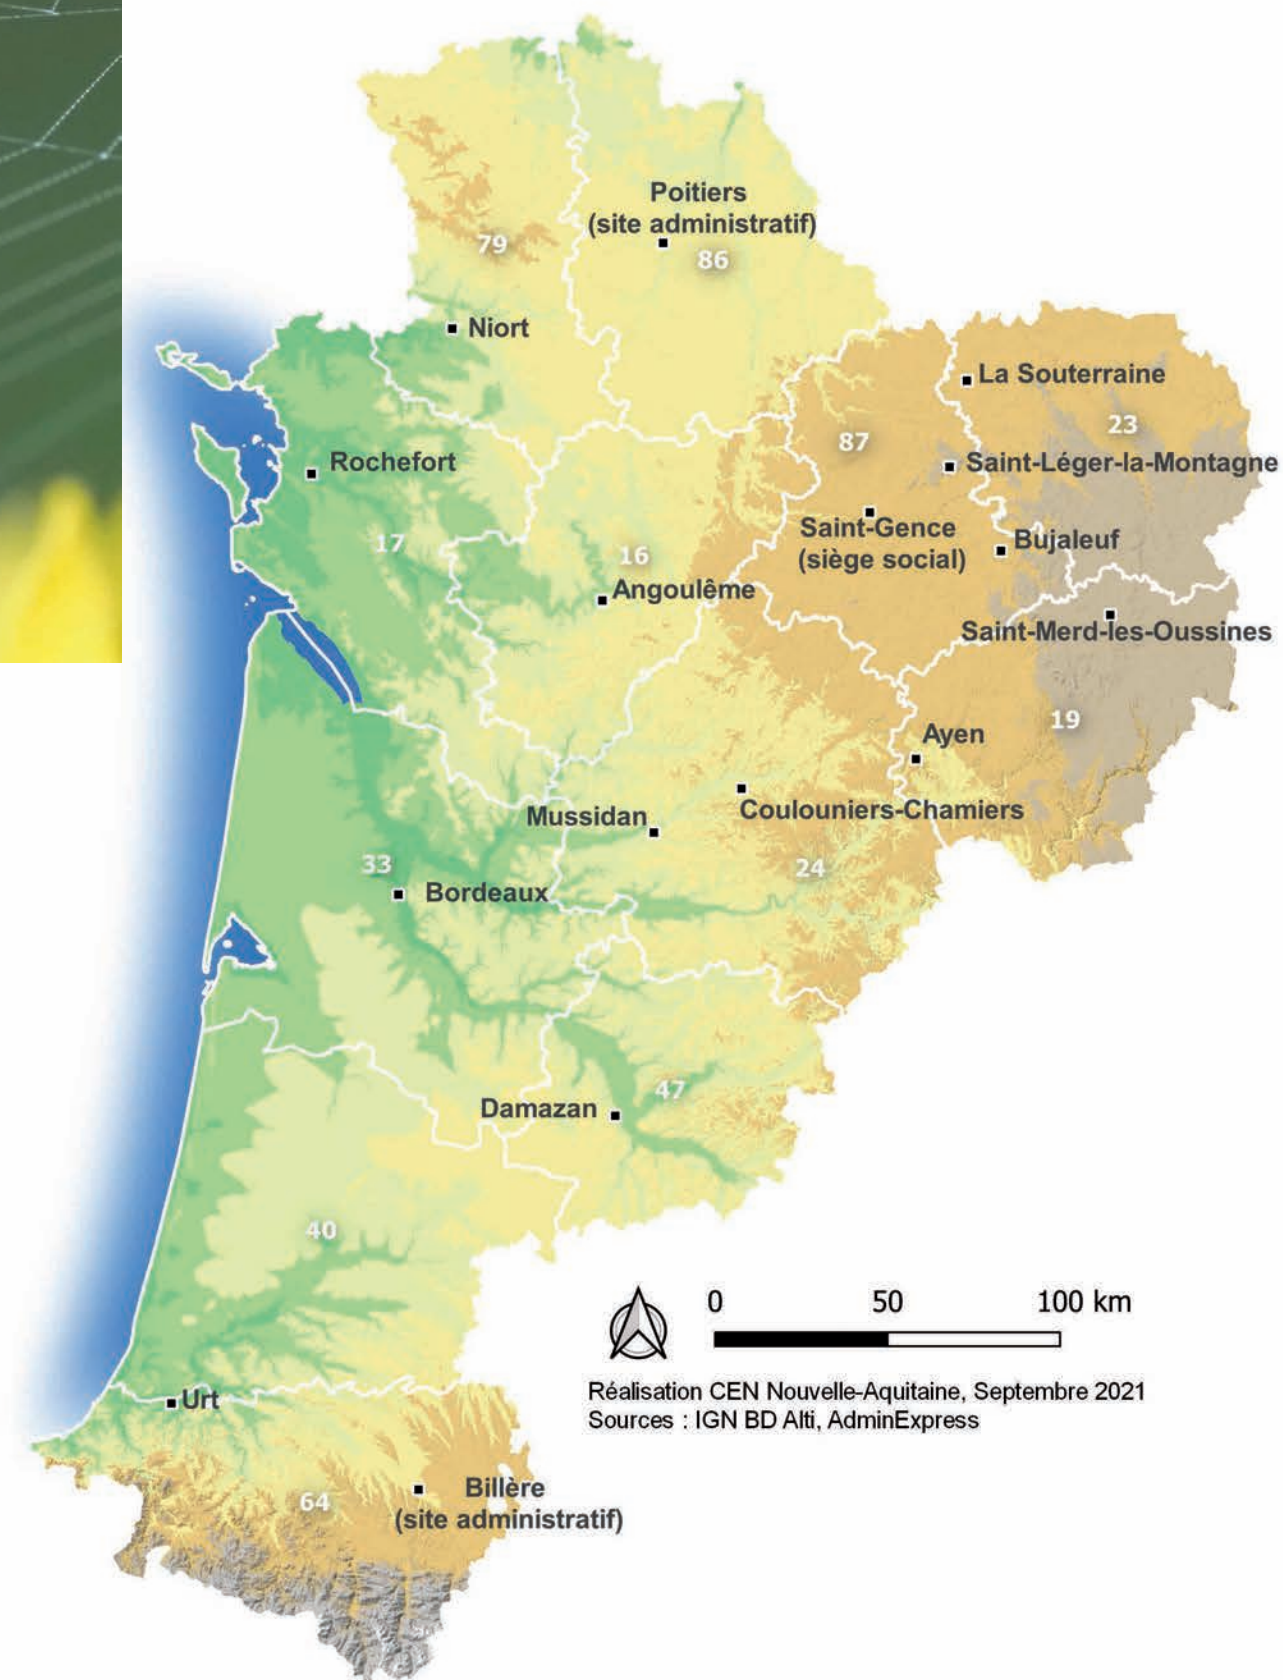 Poitiers
(site administratif)
79
86
Niort
La Souterraine
23
87
Rochefort
Saint-Léger-la-Montagne
Saint-Gence
(siège social)
17
16
Bujaleuf
Angoulême
Saint-Merd-les-Oussines
19
Ayen
Mussidan
Coulouniers-Chamiers
33
24
Bordeaux
47
Damazan
40
0 50 100 km
Réalisation CEN Nouvelle-Aquitaine, Septembre 2021
Sources : IGN BD Alti, AdminExpress
Urt
Billère
(site administratif)
64